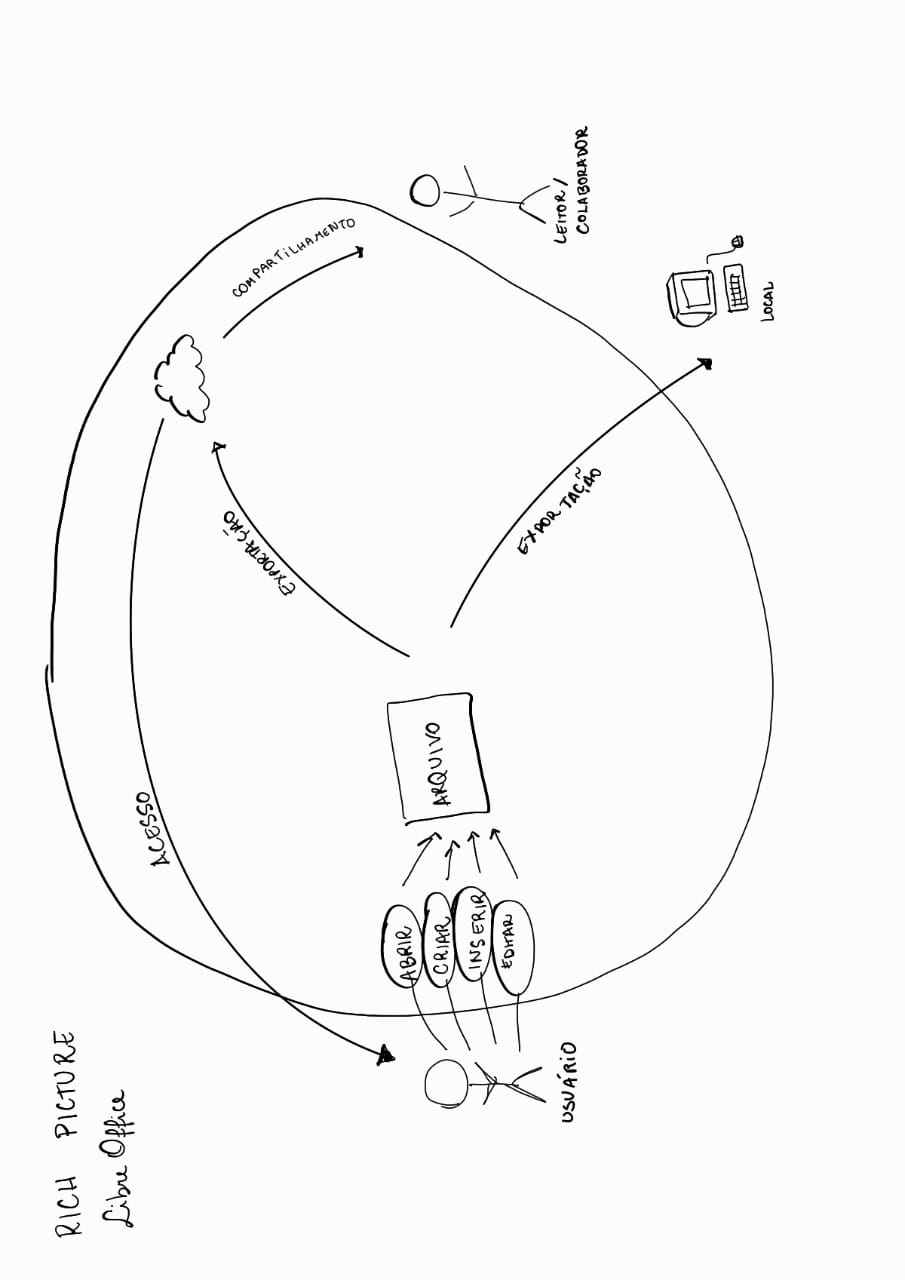 RICH PICTURE
Libre Office
ACESSO
EXPORTAÇÃO
COMPARTILHAMENTO
ABRIR
CRIAR
INSERIR
EDITAR
ARQUIVO
USUÁRIO
EXPORTAÇÃO
LEITOR/
COLABORADOR
LOCAL